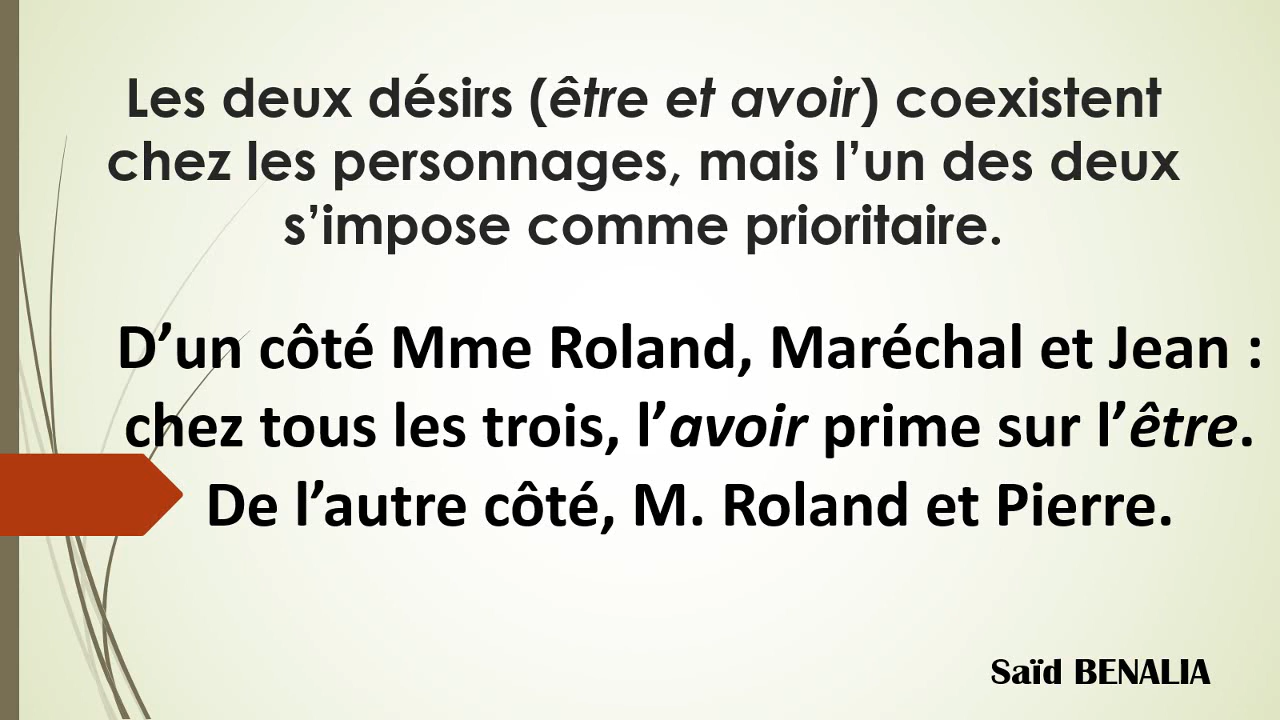 Les deux désirs (être et avoir) coexistent
chez les personnages, mais l’un des deux
s’impose comme prioritaire.
D’un côté Mme Roland, Maréchal et Jean :
chez tous les trois, l’avoir prime sur l’être.
De l’autre côté, M. Roland et Pierre.
Saïd BENALIA